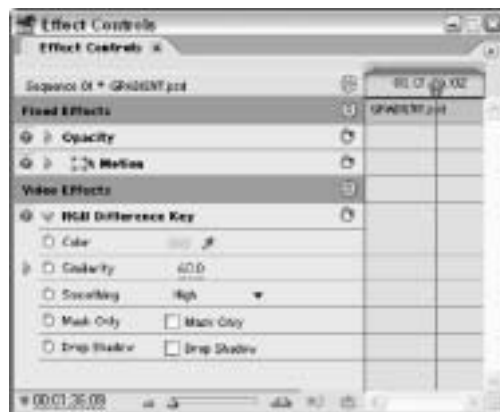 Effect Controls
Effect Controls ×
Sequence 01 * GRADIENT.psd
Fixed Effects
GRADIENT.psd
Opacity
Motion
Video Effects
RGB Difference Key
Color
Similarity 60.0
Smoothing High
Mask Only Mask Only
Drop Shadow Drop Shadow
00:01:36:09